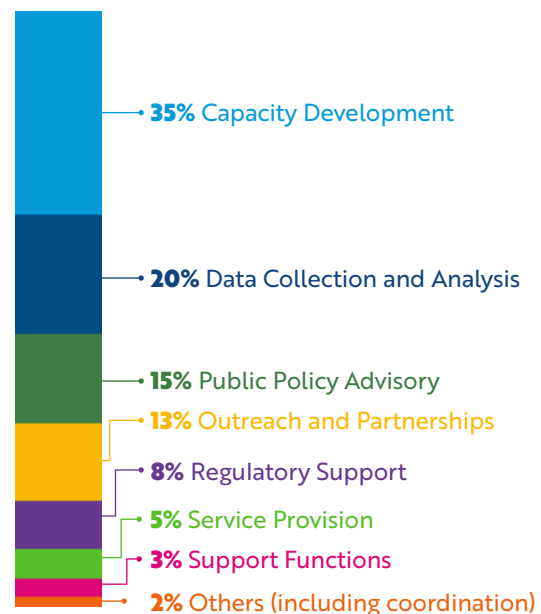 35% Capacity Development
20% Data Collection and Analysis
15% Public Policy Advisory
13% Outreach and Partnerships
8% Regulatory Support
5% Service Provision
3% Support Functions
2% Others (including coordination)